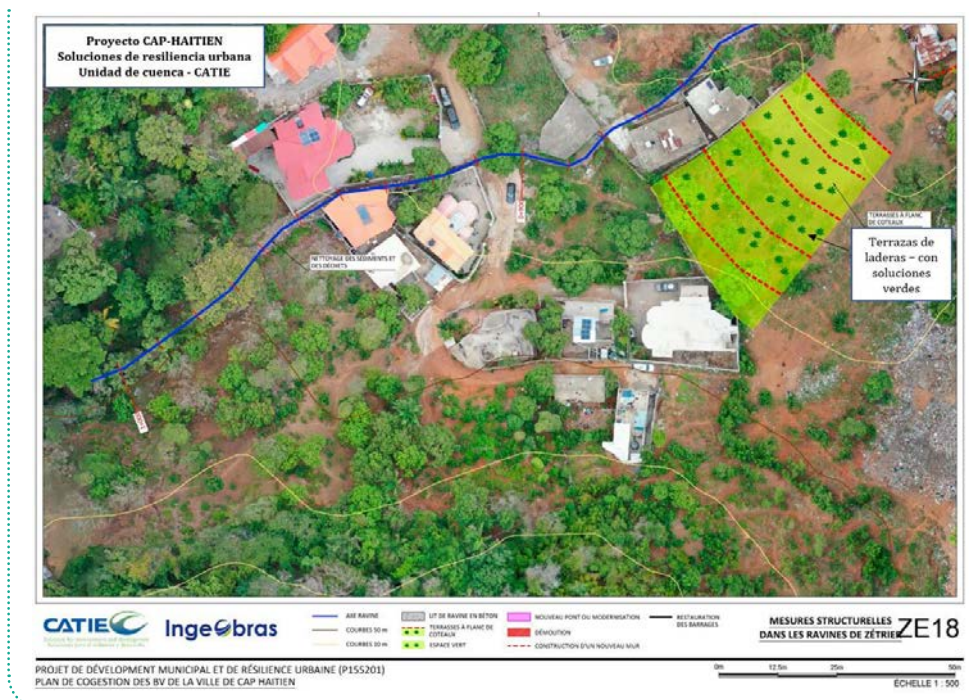 Proyecto CAP-HAITIEN
Soluciones de resiliencia urbana
Unidad de cuenca - CATIE
TERRASSES À FLANC
DE COTEAUX
Terrazas de
laderas – con
soluciones
verdes
NETTOYAGE DES SÉDIMENTS ET
DES DÉCHETS
CATIE
IngeObras
AXE RAVINE
COURBES 50 m
COURBES 10 m
LIT DE RAVINE EN BÉTON
TERRASSES À FLANC DE
COTEAUX
ESPACE VERT
NOUVEAU PONT OU MODERNISATION
DÉMOLITION
CONSTRUCTION D'UN NOUVEAU MUR
RESTAURATION
DES BARRAGES
MESURES STRUCTURELLES
DANS LES RAVINES DE ZÉTRIER
ZE18
PROJET DE DÉVELOPPEMENT MUNICIPAL ET DE RÉSILIENCE URBAINE (P155201)
PLAN DE COGESTION DES BV DE LA VILLE DE CAP HAITIEN
0m 12.5m 25m 50m
ÉCHELLE 1 : 500